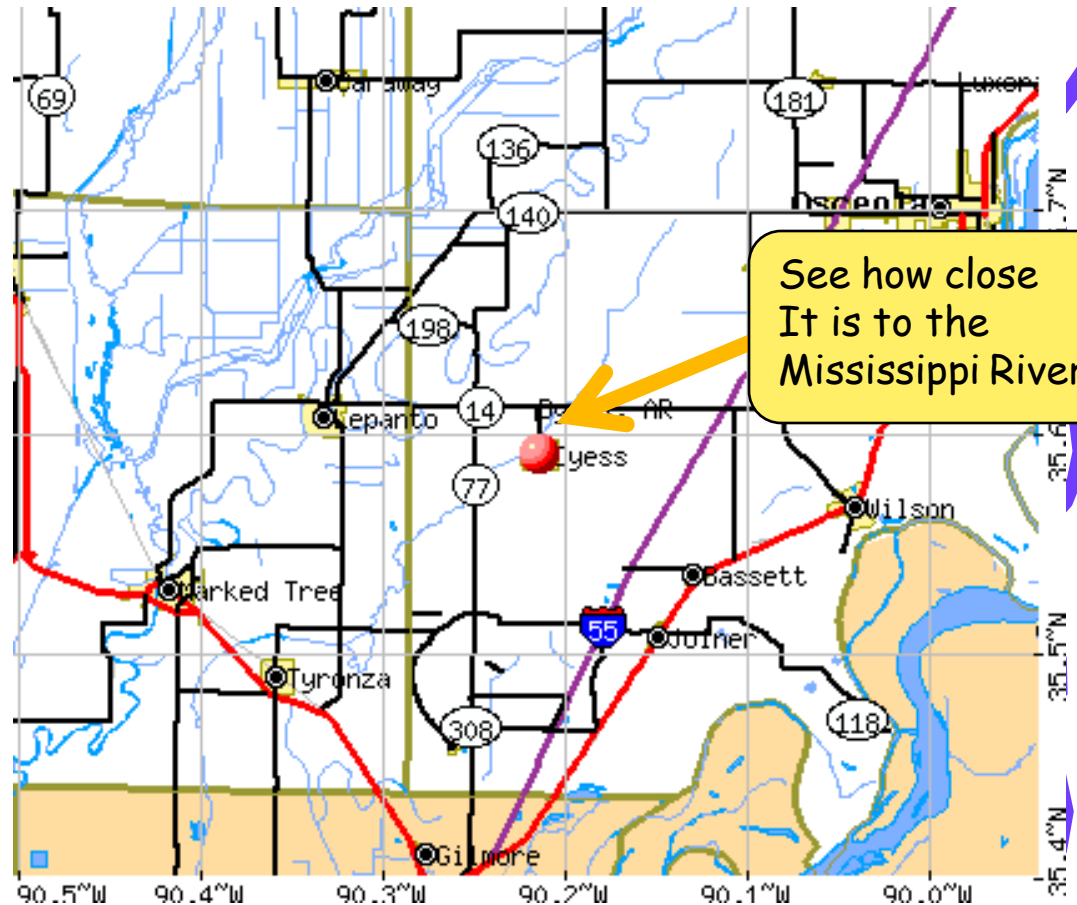 69
Caraway
181
Luxor
136
140
Osceola
See how close
It is to the
Mississippi River
198
Lepanto
14
AR
35.6
77
Dyess
Wilson
Marked Tree
Bassett
55
Joiner
35.5°N
Tyronza
308
118
Gilmore
35.4°N
90.5°W
90.4°W
90.3°W
90.2°W
90.1°W
90.0°W